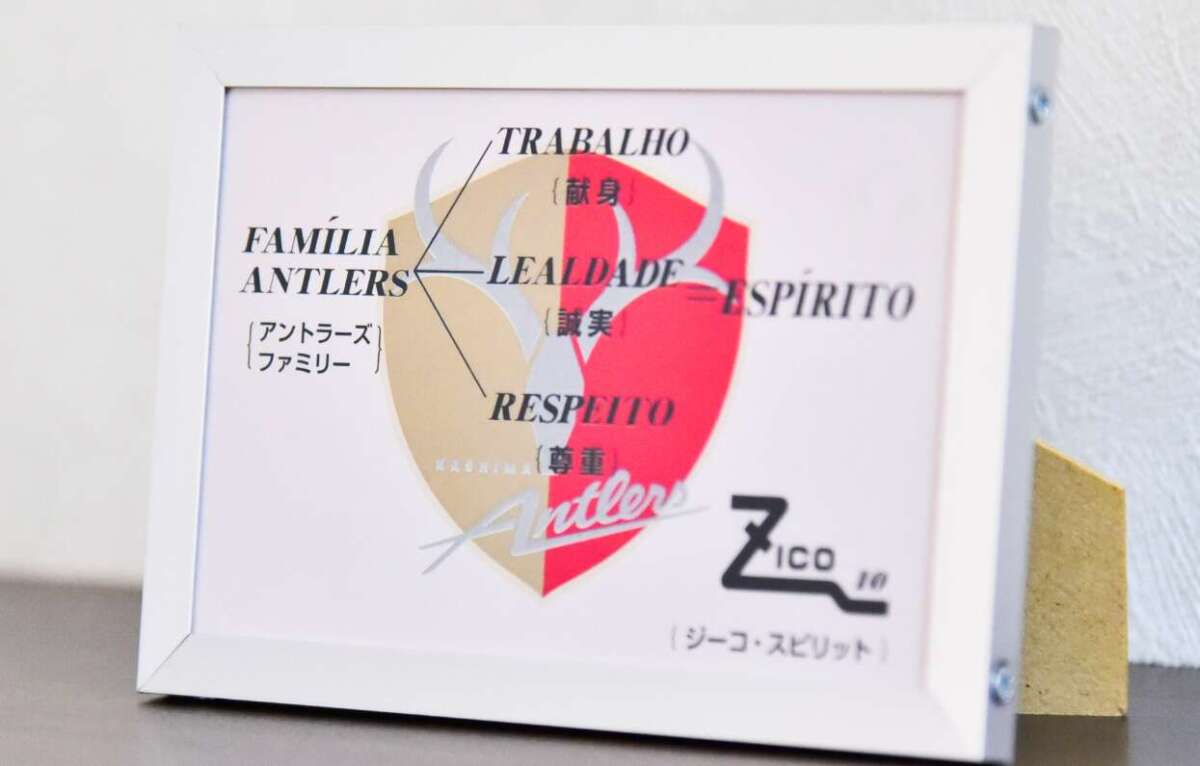 TRABALHO
{献身}
FAMÍLIA
ANTLERS
{アントラーズ
ファミリー}
LEALDADE
{誠実}
=ESPÍRITO
RESPEITO
{尊重}
KASHIMA
Antlers
ZICO
10
{ジーコ・スピリット}